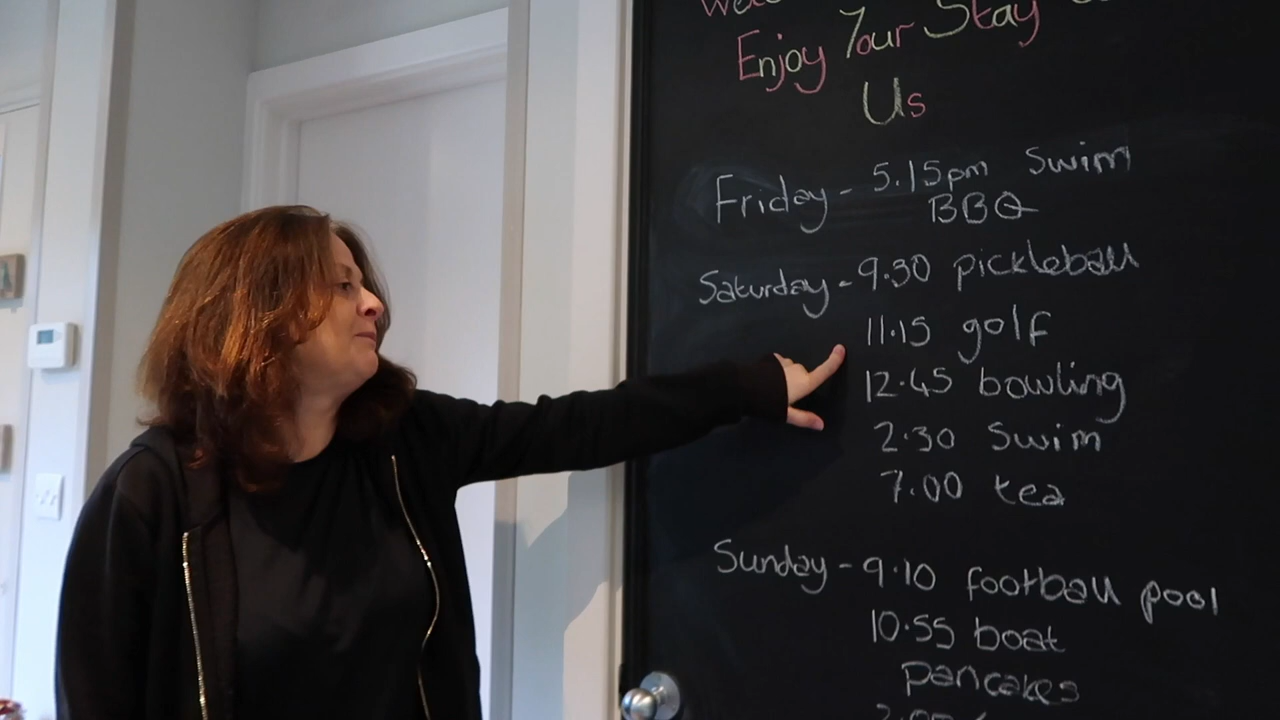 Enjoy Your Stay
Us
Friday - 5.15pm Swim
BBQ
Saturday - 9.30 pickleball
11.15 golf
12.45 bowling
2.30 Swim
7.00 tea
Sunday - 9.10 football pool
10.55 boat
pancakes